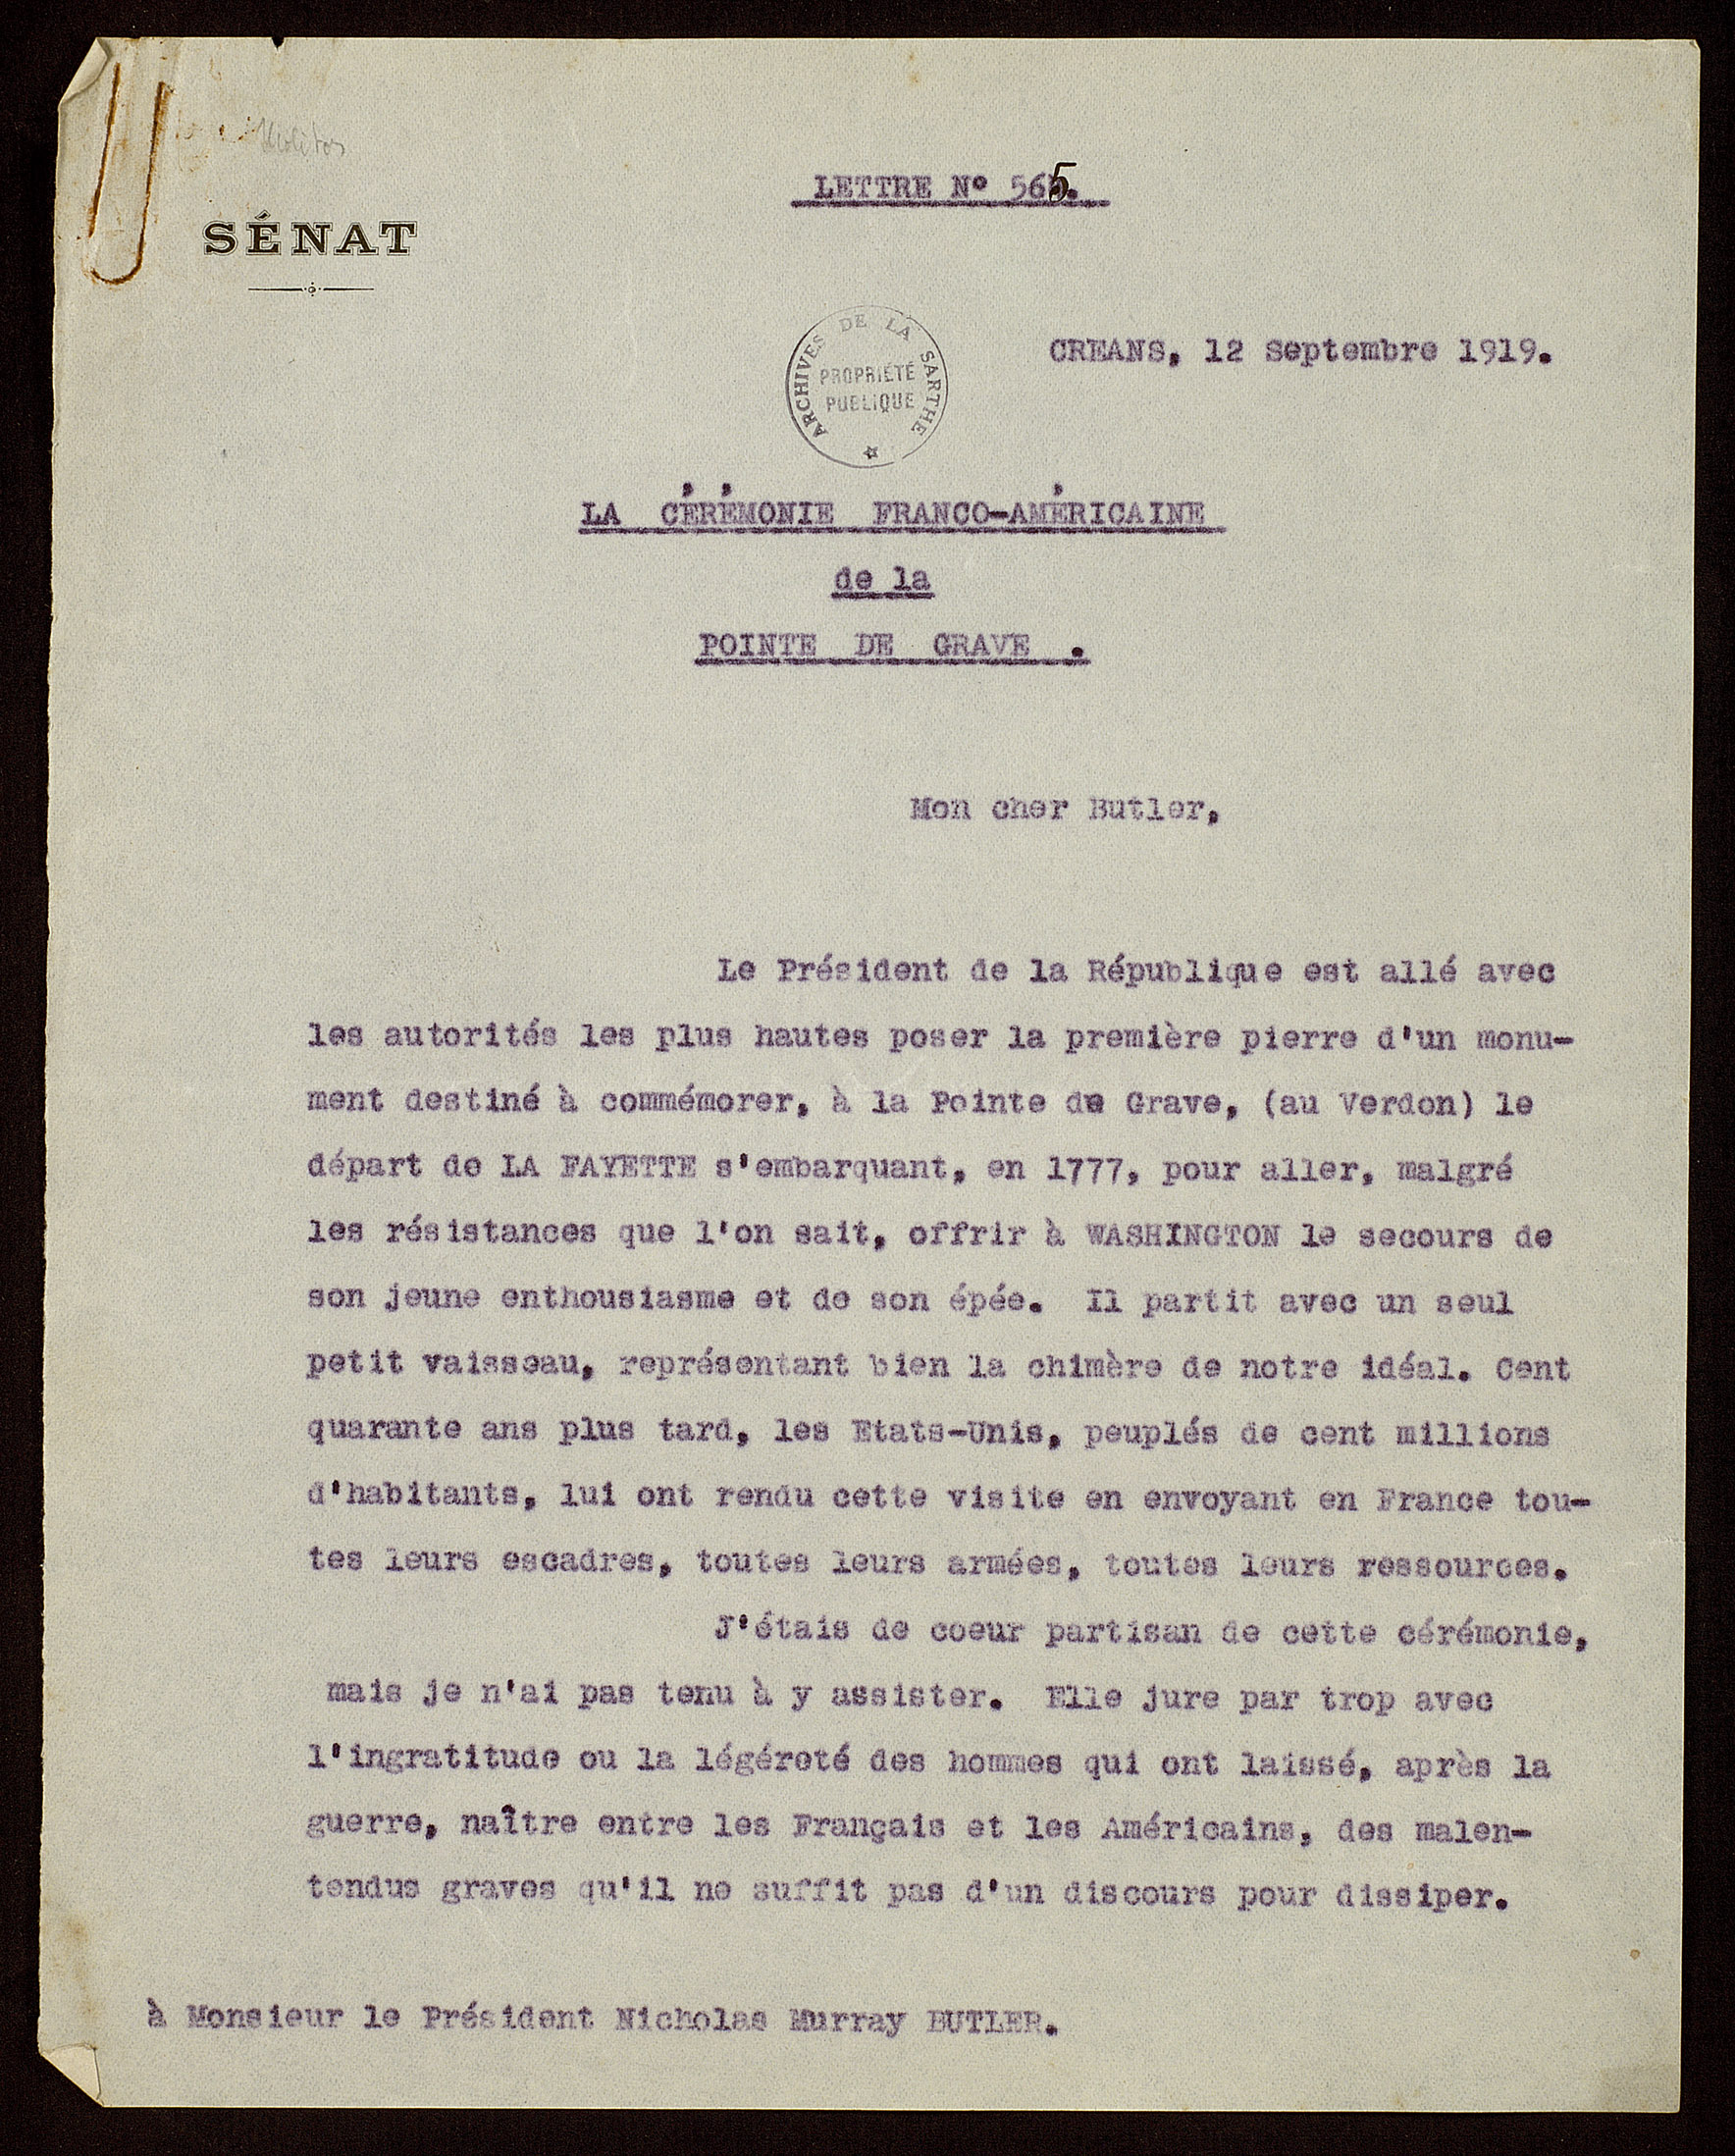 LETTRE N° 565.
SÉNAT
ARCHIVES DE LA SARTHE
PROPRIÉTÉ
PUBLIQUE
CREANS, 12 Septembre 1919.
LA CÉRÉMONIE FRANCO-AMÉRICAINE
de la
POINTE DE GRAVE .
Mon cher Butler,
Le Président de la République est allé avec
les autorités les plus hautes poser la première pierre d'un monu-
ment destiné à commémorer, à la Pointe de Grave, (au Verdon) le
départ de LA FAYETTE s'embarquant, en 1777, pour aller, malgré
les résistances que l'on sait, offrir à WASHINGTON le secours de
son jeune enthousiasme et de son épée. Il partit avec un seul
petit vaisseau, représentant bien la chimère de notre idéal. Cent
quarante ans plus tard, les Etats-Unis, peuplés de cent millions
d'habitants, lui ont rendu cette visite en envoyant en France tou-
tes leurs escadres, toutes leurs armées, toutes leurs ressources.
J'étais de coeur partisan de cette cérémonie,
mais je n'ai pas tenu à y assister. Elle jure par trop avec
l'ingratitude ou la légéreté des hommes qui ont laissé, après la
guerre, naître entre les Français et les Américains, des malen-
tendus graves qu'il ne suffit pas d'un discours pour dissiper.
à Monsieur le Président Nicholas Murray BUTLER.